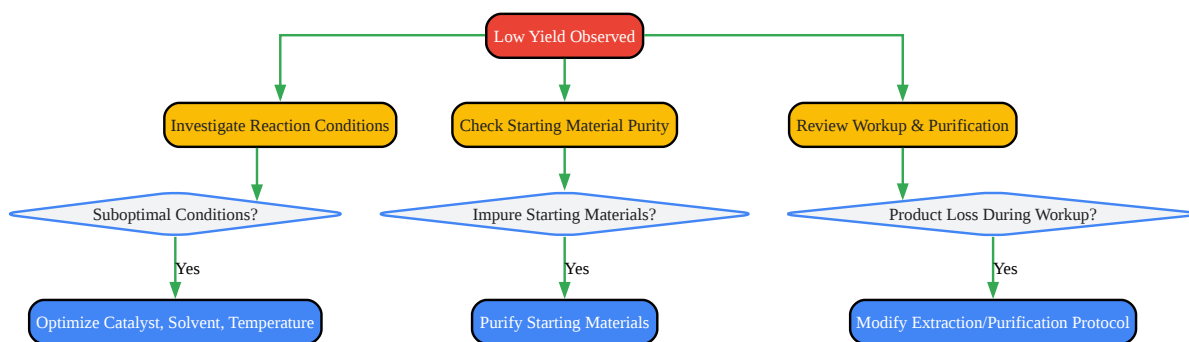 Low Yield Observed
Investigate Reaction Conditions
Check Starting Material Purity
Review Workup & Purification
Suboptimal Conditions?
Impure Starting Materials?
Product Loss During Workup?
Yes
Yes
Yes
Optimize Catalyst, Solvent, Temperature
Purify Starting Materials
Modify Extraction/Purification Protocol